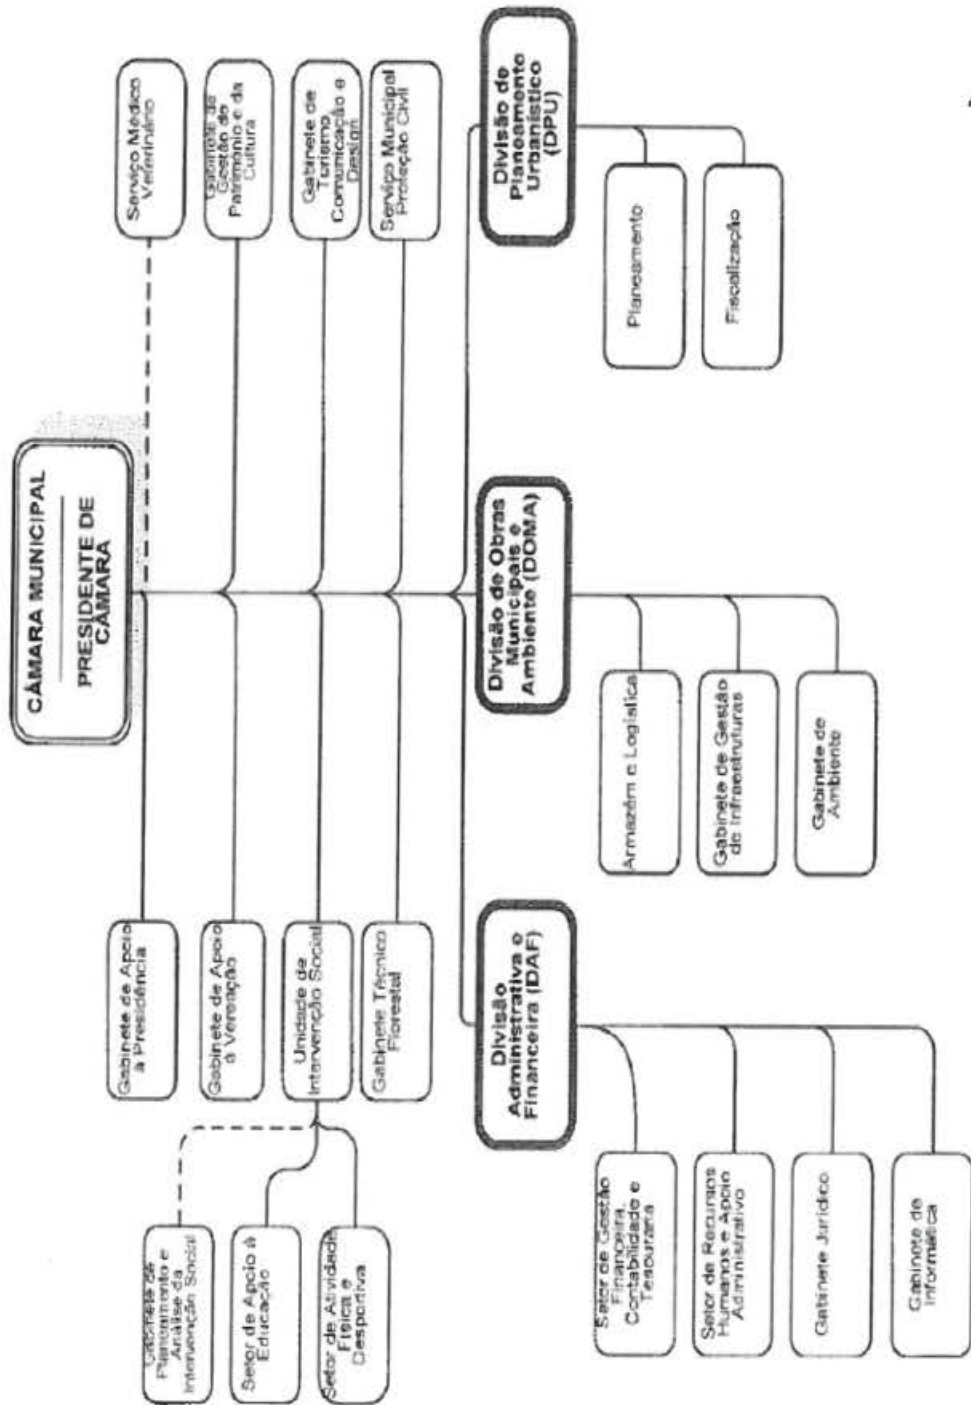 CÂMARA MUNICIPAL
PRESIDENTE DE
CÂMARA
Gabinete de Apoio
à Presidência
Serviço Médico
Veterinário
Gabinete de Apoio
à Vereação
Gabinete de
Gestão do
Património e da
Cultura
Gabinete de
Planeamento e
Análise da
Intervenção Social
Setor de Apoio à
Educação
Setor de Atividade
Física e
Desportiva
Unidade de
Intervenção Social
Gabinete de
Turismo
Comunicação e
Design
Gabinete Técnico
Florestal
Serviço Municipal
Proteção Civil
Divisão
Administrativa e
Financeira (DAF)
Divisão de Obras
Municipais e
Ambiente (DOMA)
Divisão de
Planeamento
Urbanístico
(DPU)
Setor de Gestão
Financeira,
Contabilidade e
Tesouraria
Setor de Recursos
Humanos e Apoio
Administrativo
Gabinete Jurídico
Gabinete de
Informática
Armazém e Logística
Gabinete de Gestão
de Infraestruturas
Gabinete de
Ambiente
Planeamento
Fiscalização